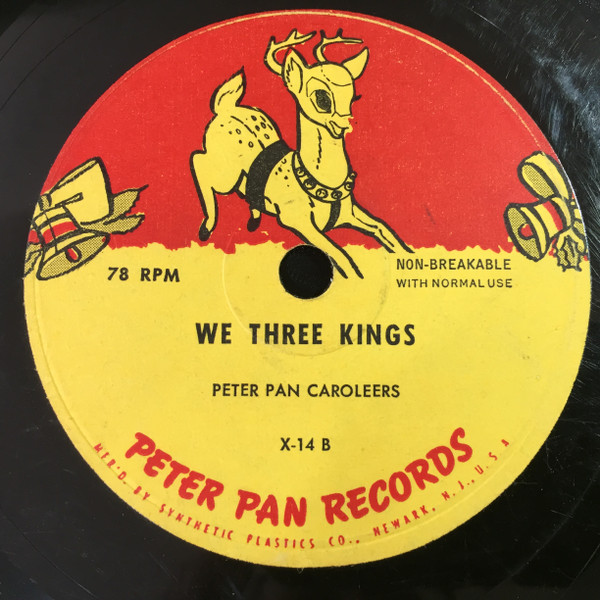 78 RPM
NON-BREAKABLE
WITH NORMAL USE
WE THREE KINGS
PETER PAN CAROLEERS
X-14 B
PETER PAN RECORDS
MFR'D BY SYNTHETIC PLASTICS CO., NEWARK, N.J., U.S.A